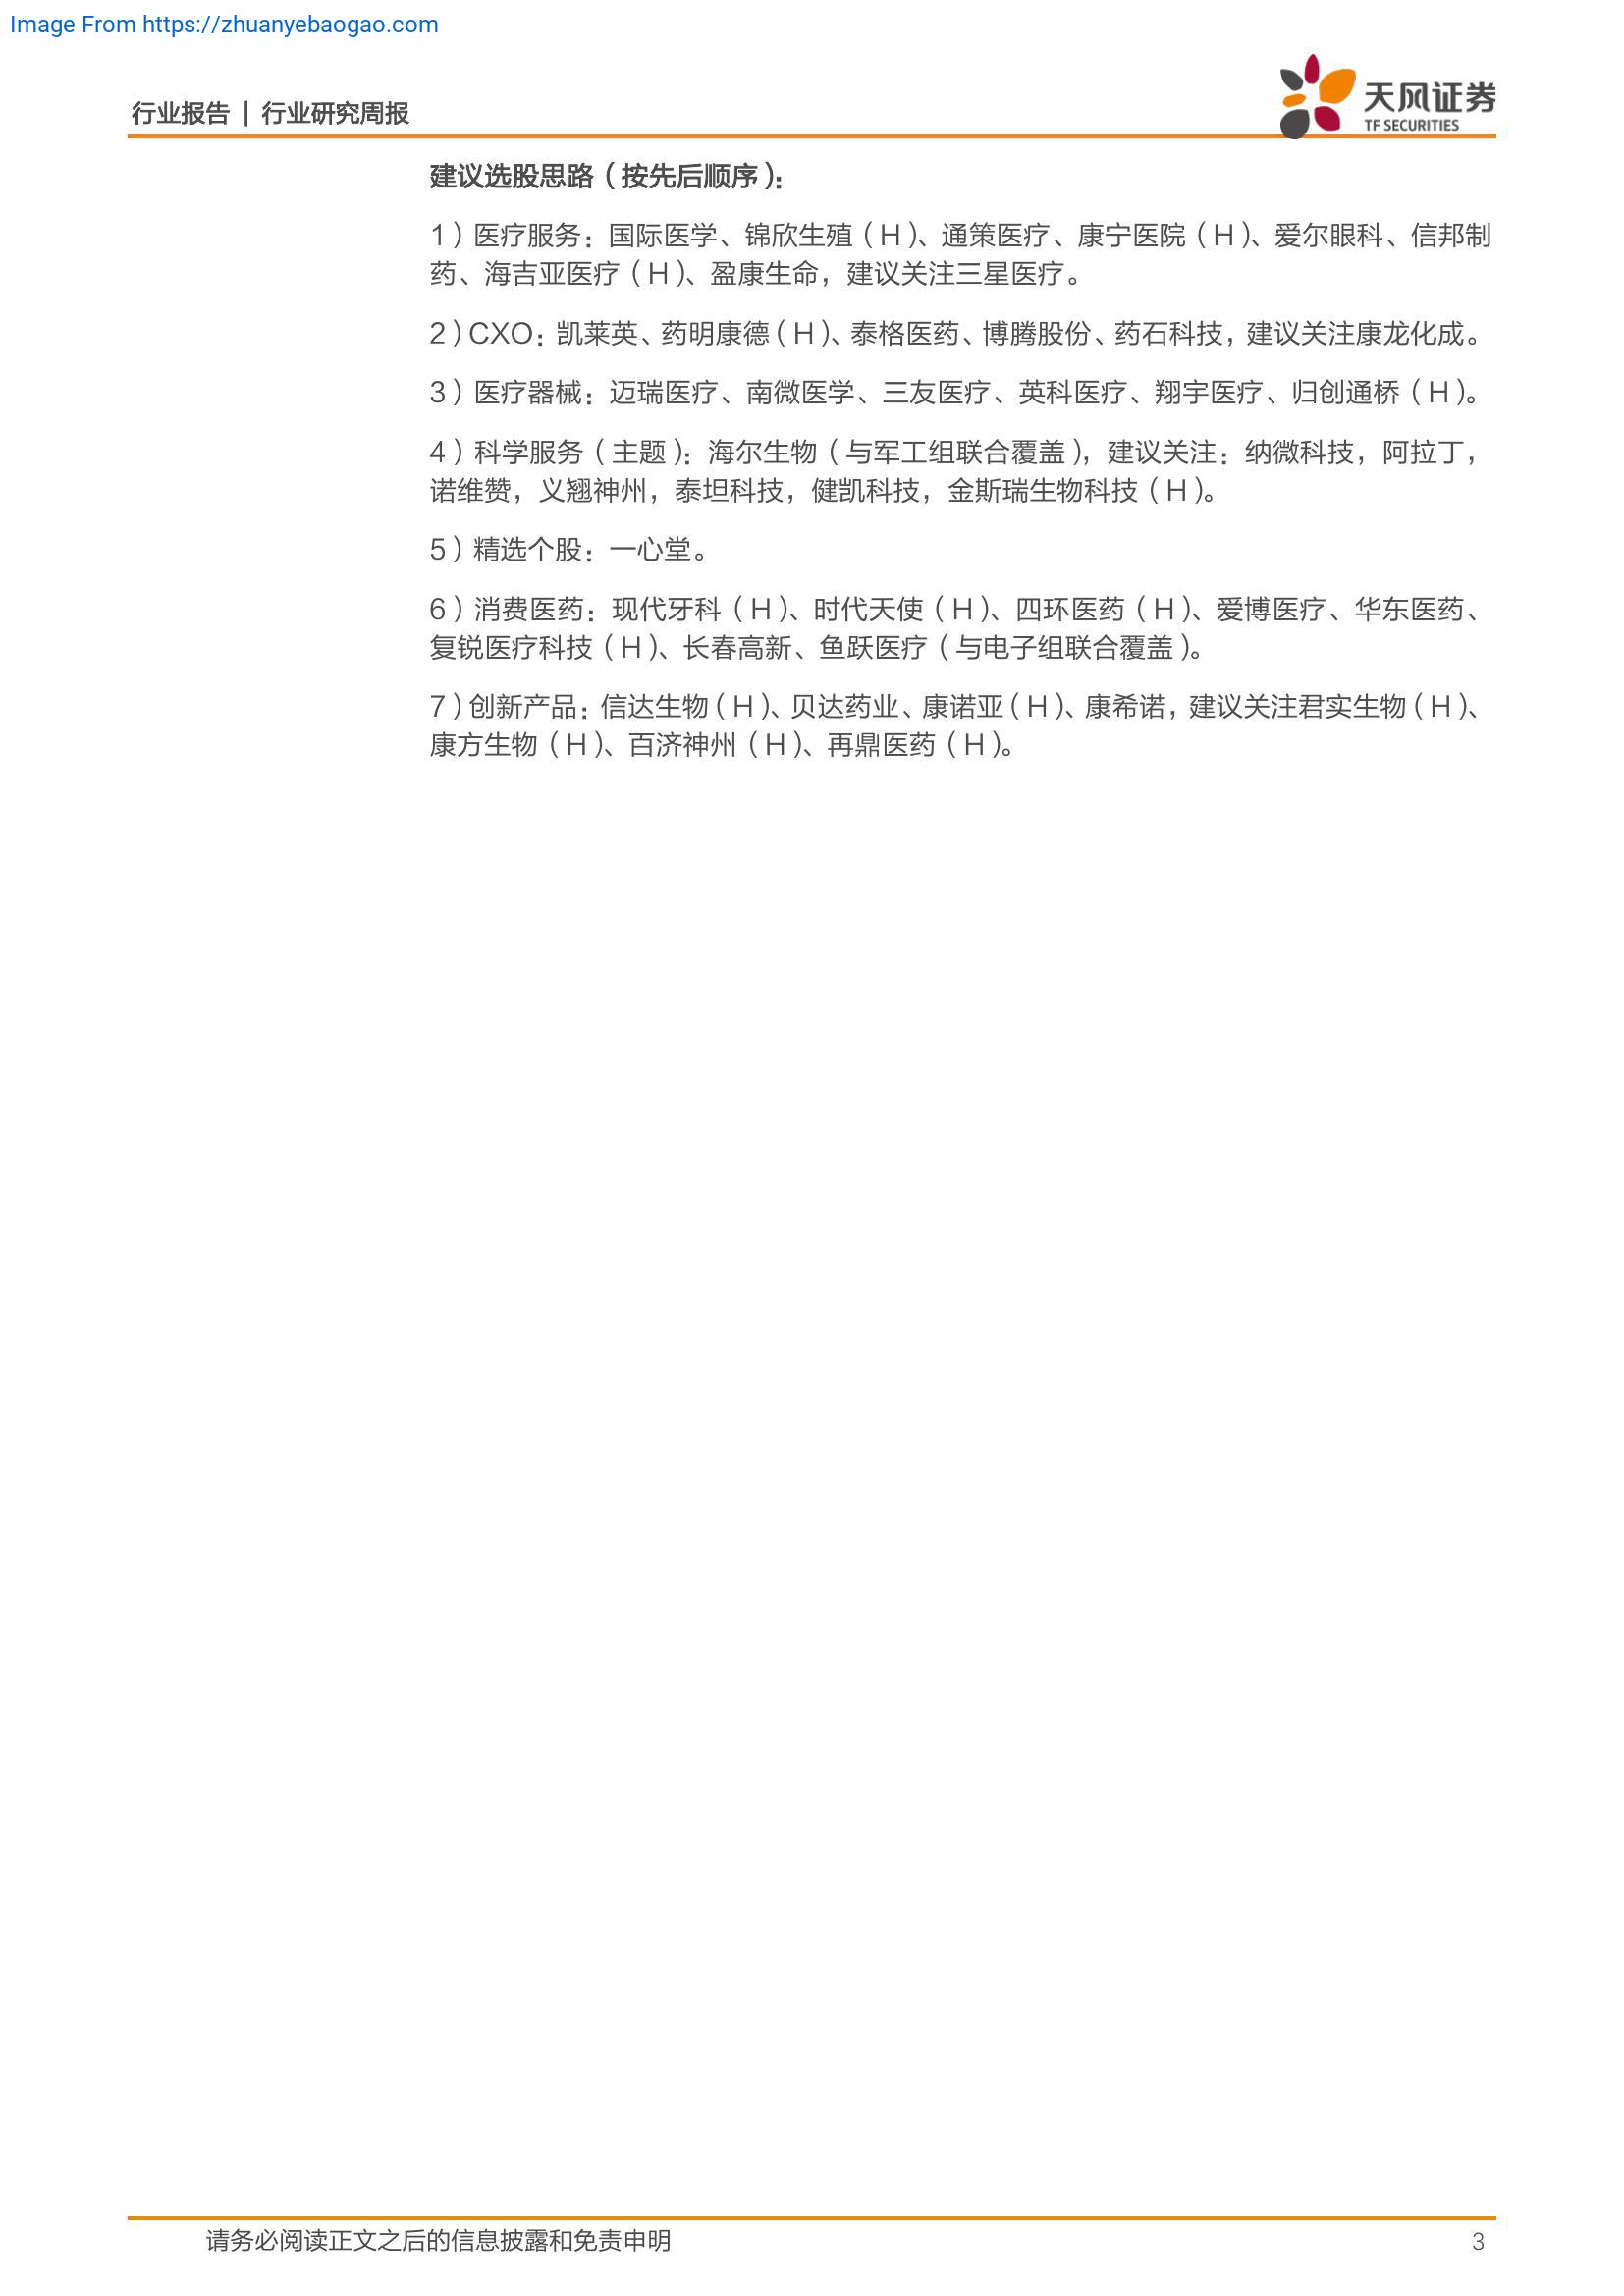 Image From https://zhuanyebaogao.com
行业报告 | 行业研究周报
天风证券
TF SECURITIES
建议选股思路（按先后顺序）：
1）医疗服务：国际医学、锦欣生殖（H）、通策医疗、康宁医院（H）、爱尔眼科、信邦制
药、海吉亚医疗（H）、盈康生命，建议关注三星医疗。
2）CXO：凯莱英、药明康德（H）、泰格医药、博腾股份、药石科技，建议关注康龙化成。
3）医疗器械：迈瑞医疗、南微医学、三友医疗、英科医疗、翔宇医疗、归创通桥（H）。
4）科学服务（主题）：海尔生物（与军工组联合覆盖），建议关注：纳微科技，阿拉丁，
诺维赞，义翘神州，泰坦科技，健凯科技，金斯瑞生物科技（H）。
5）精选个股：一心堂。
6）消费医药：现代牙科（H）、时代天使（H）、四环医药（H）、爱博医疗、华东医药、
复锐医疗科技（H）、长春高新、鱼跃医疗（与电子组联合覆盖）。
7）创新产品：信达生物（H）、贝达药业、康诺亚（H）、康希诺，建议关注君实生物（H）、
康方生物（H）、百济神州（H）、再鼎医药（H）。
请务必阅读正文之后的信息披露和免责申明
3